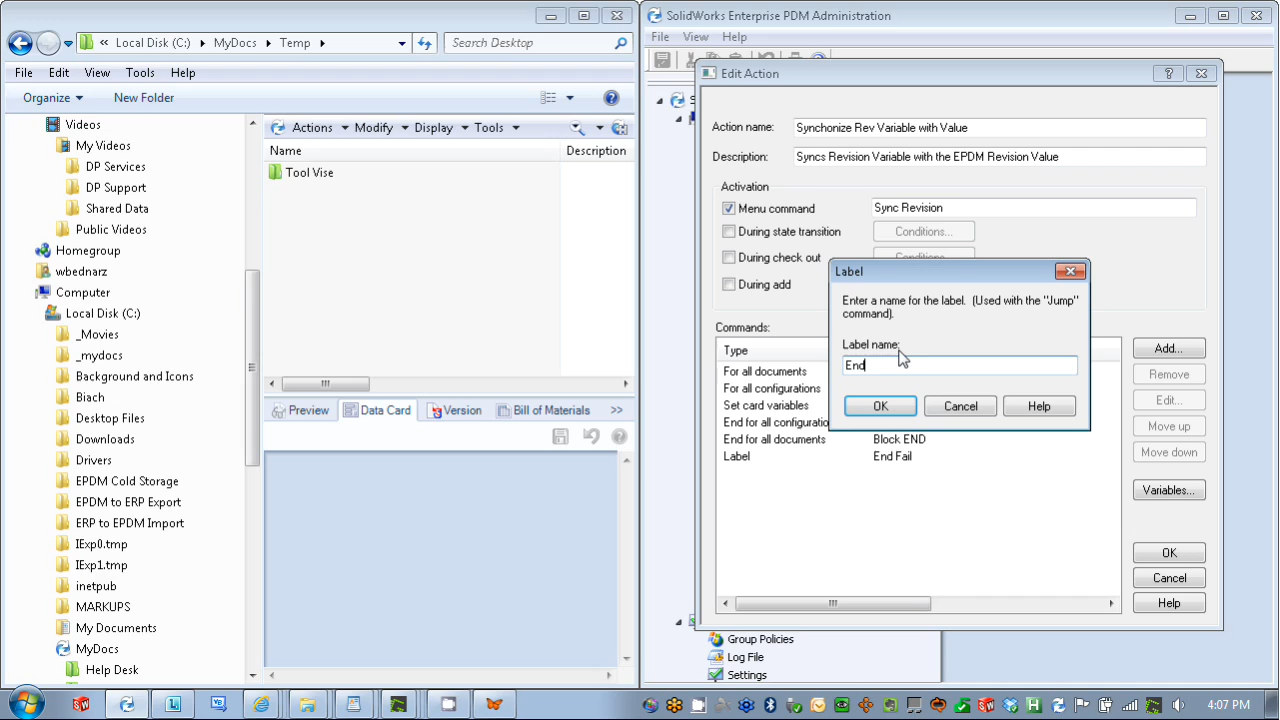 « Local Disk (C:) ▸ MyDocs ▸ Temp ▸
Search Desktop
File Edit View Tools Help
Organize
New Folder
Videos
My Videos
DP Services
DP Support
Shared Data
Public Videos
Homegroup
wbednarz
Computer
Local Disk (C:)
_Movies
_mydocs
Background and Icons
Biach
Desktop Files
Downloads
Drivers
EPDM Cold Storage
EPDM to ERP Export
ERP to EPDM Import
IExp0.tmp
IExp1.tmp
inetpub
MARKUPS
My Documents
MyDocs
Help Desk
Actions Modify Display Tools
Name Description
Tool Vise
Preview Data Card Version Bill of Materials »
SolidWorks Enterprise PDM Administration
File View Help
Edit Action
Action name: Synchonize Rev Variable with Value
Description: Syncs Revision Variable with the EPDM Revision Value
Activation
Menu command Sync Revision
During state transition Conditions...
During check out Conditions...
During add
Commands:
Type
For all documents
For all configurations
Set card variables
End for all configuratio
End for all documents Block END
Label End Fail
Add...
Remove
Edit...
Move up
Move down
Variables...
OK
Cancel
Help
Label
Enter a name for the label. (Used with the "Jump"
command).
Label name:
End
OK Cancel Help
Group Policies
Log File
Settings
4:07 PM